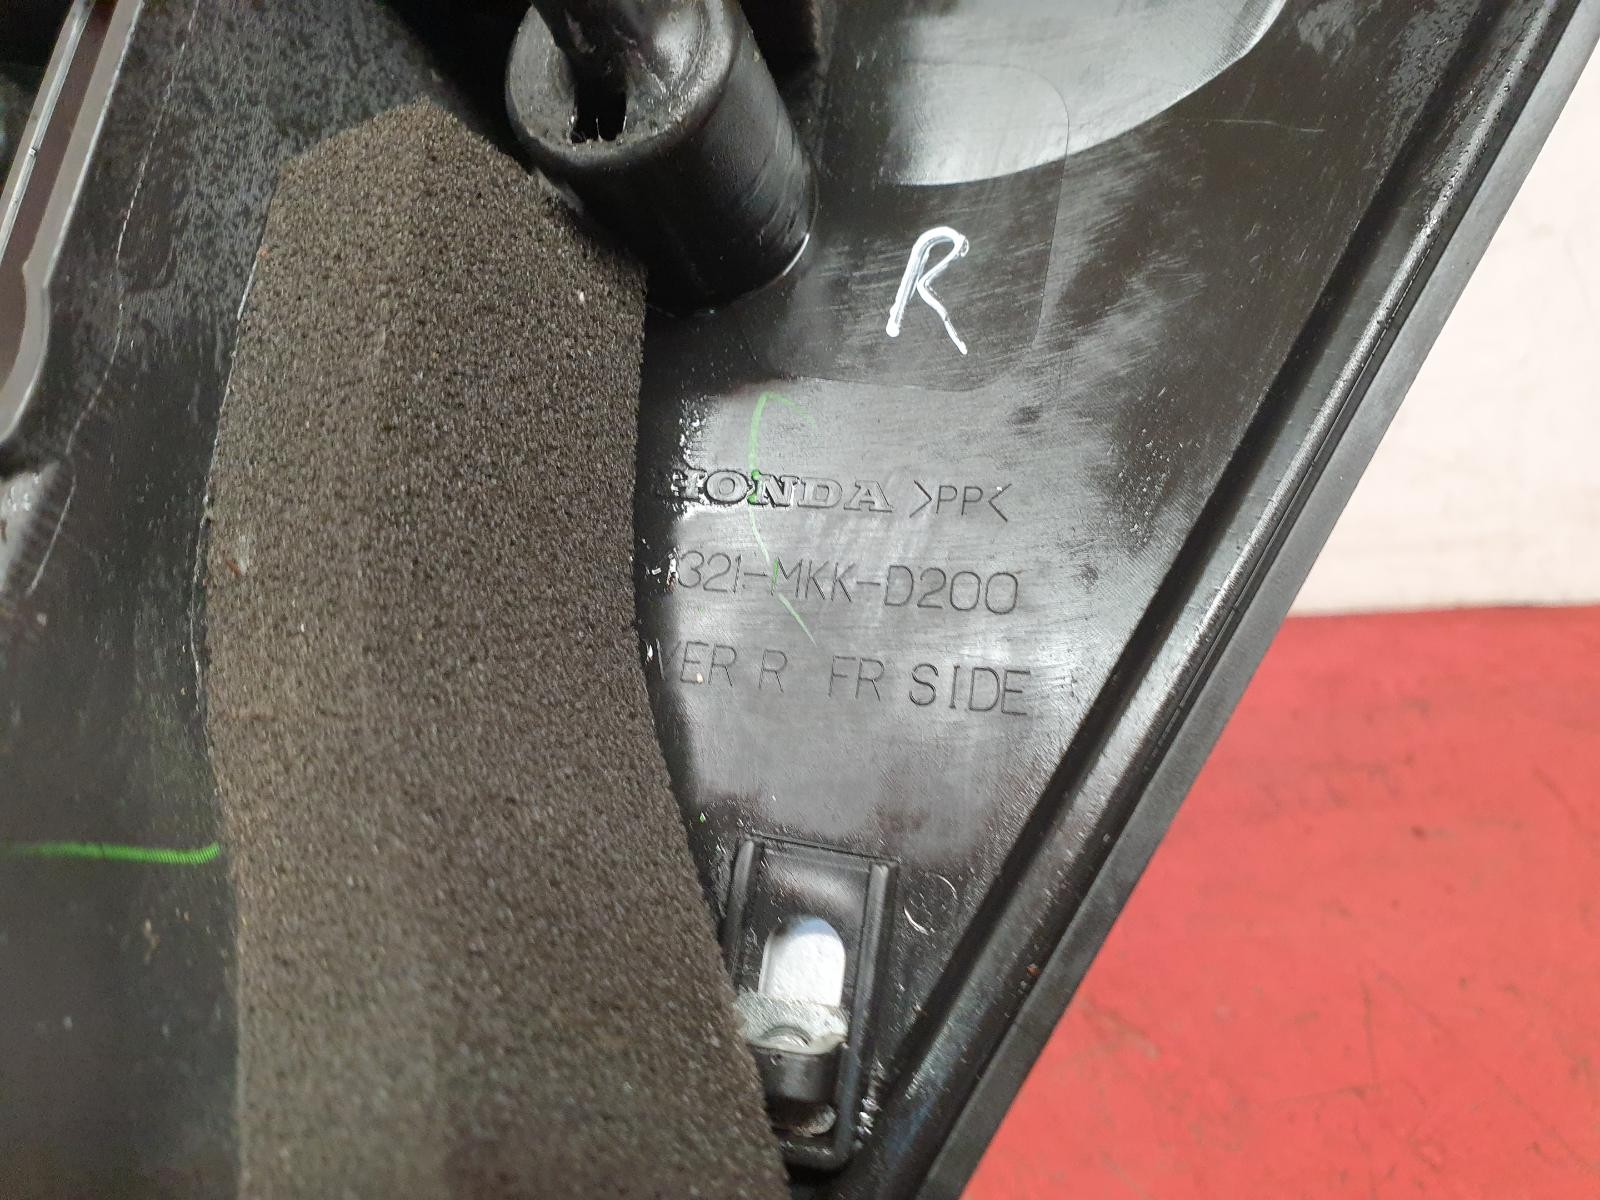 R
HONDA >PP<
321-MKK-D200
VER R FR SIDE